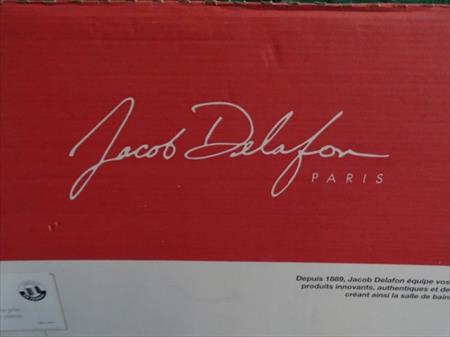 Jacob Delafon
PARIS
Depuis 1889, Jacob Delafon équipe vos
produits innovants, authentiques et de
créant ainsi la salle de bain